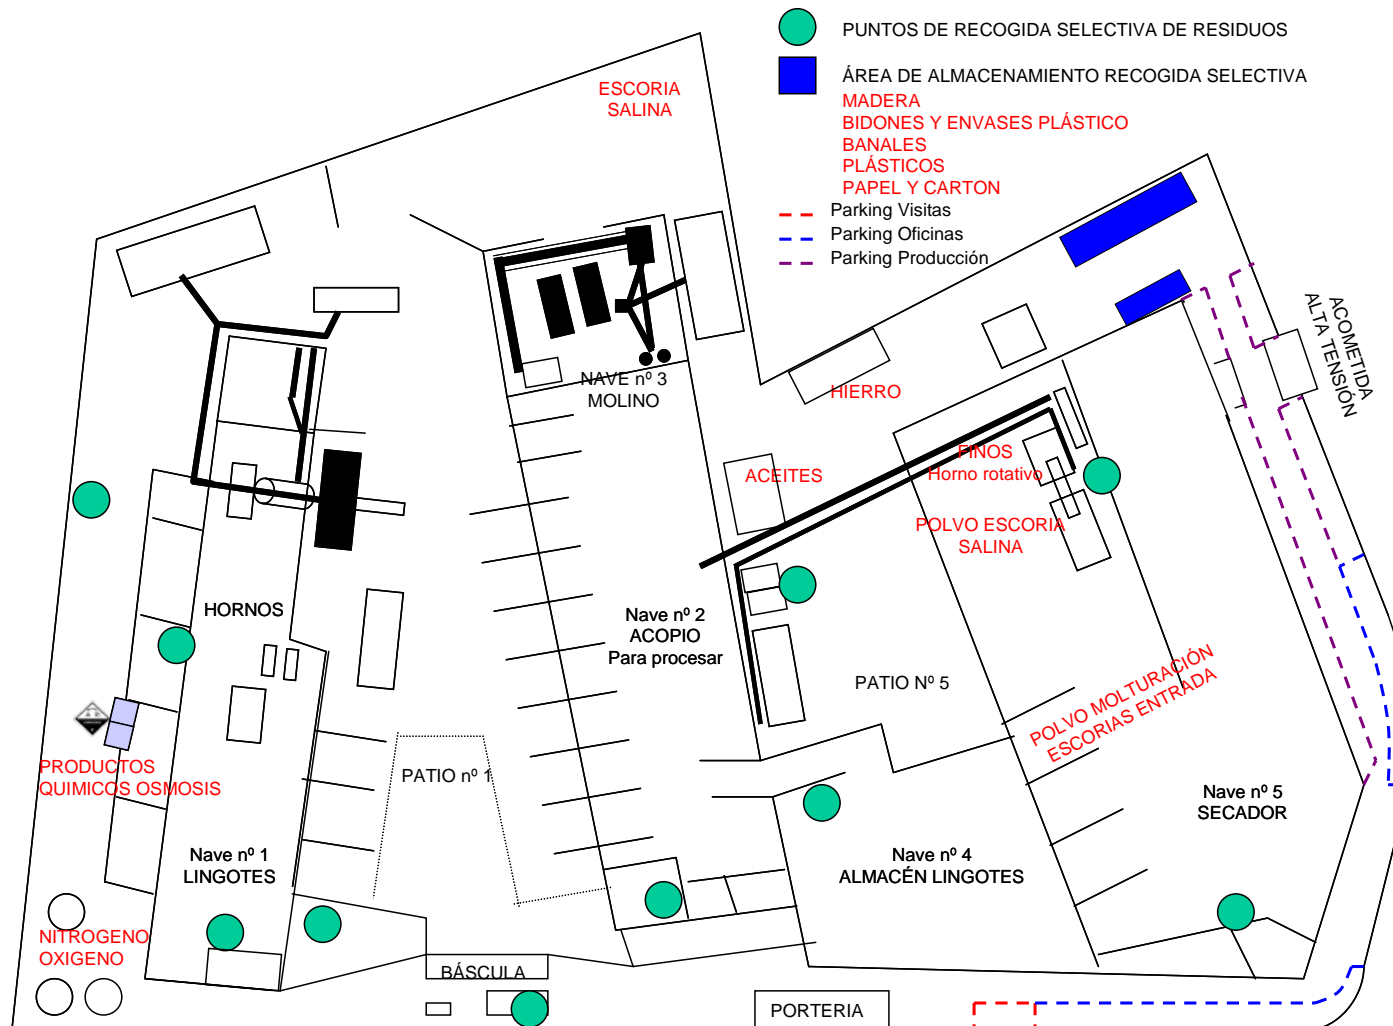 PUNTOS DE RECOGIDA SELECTIVA DE RESIDUOS
ÁREA DE ALMACENAMIENTO RECOGIDA SELECTIVA
MADERA
BIDONES Y ENVASES PLÁSTICO
BANALES
PLÁSTICOS
PAPEL Y CARTON
Parking Visitas
Parking Oficinas
Parking Producción
ESCORIA
SALINA
ACOMETIDA
ALTA TENSIÓN
NAVE nº 3
MOLINO
HIERRO
ACEITES
FINOS
Horno rotativo
POLVO ESCORIA
SALINA
HORNOS
Nave nº 2
ACOPIO
Para procesar
PATIO Nº 5
POLVO MOLTURACIÓN
ESCORIAS ENTRADA
PRODUCTOS
QUIMICOS OSMOSIS
PATIO nº 1
Nave nº 5
SECADOR
Nave nº 1
LINGOTES
Nave nº 4
ALMACÉN LINGOTES
NITROGENO
OXIGENO
BÁSCULA
PORTERIA